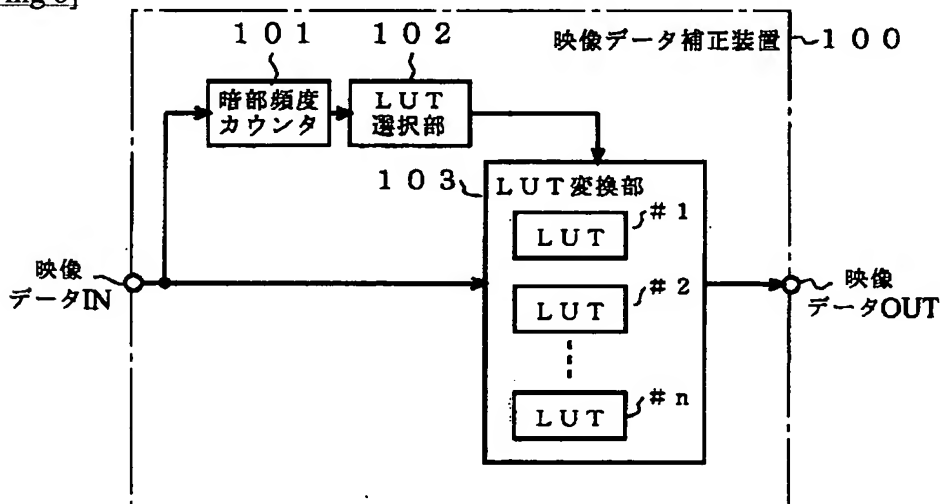 ng 6]
１０１
１０２
映像データ補正装置
１００
暗部頻度
カウンタ
ＬＵＴ
選択部
１０３
ＬＵＴ変換部
ＬＵＴ
＃１
ＬＵＴ
＃２
ＬＵＴ
＃ｎ
映像
データIN
映像
データOUT